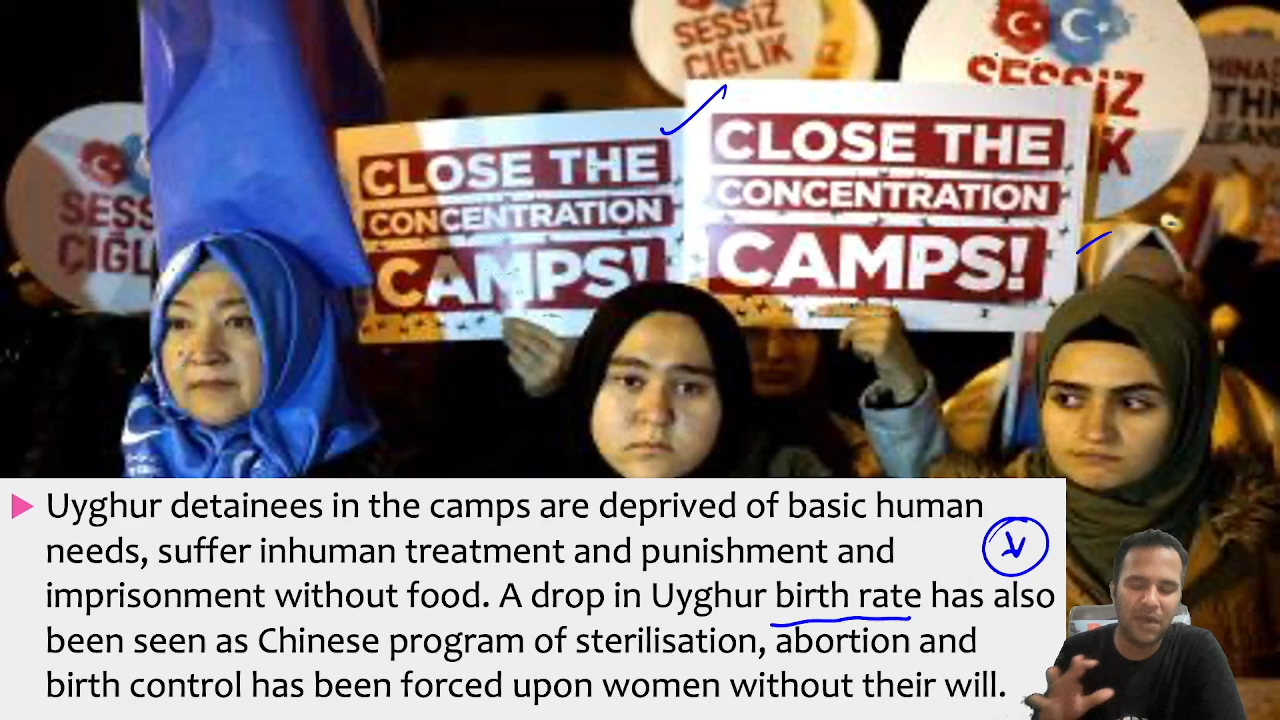 SESSİZ
ÇIĞLIK
SESSİZ
SESS
ÇIĞL
CLOSE THE
CONCENTRATION
CAMPS!
CLOSE THE
CONCENTRATION
CAMPS!
Uyghur detainees in the camps are deprived of basic human
needs, suffer inhuman treatment and punishment and
imprisonment without food. A drop in Uyghur birth rate has also
been seen as Chinese program of sterilisation, abortion and
birth control has been forced upon women without their will.